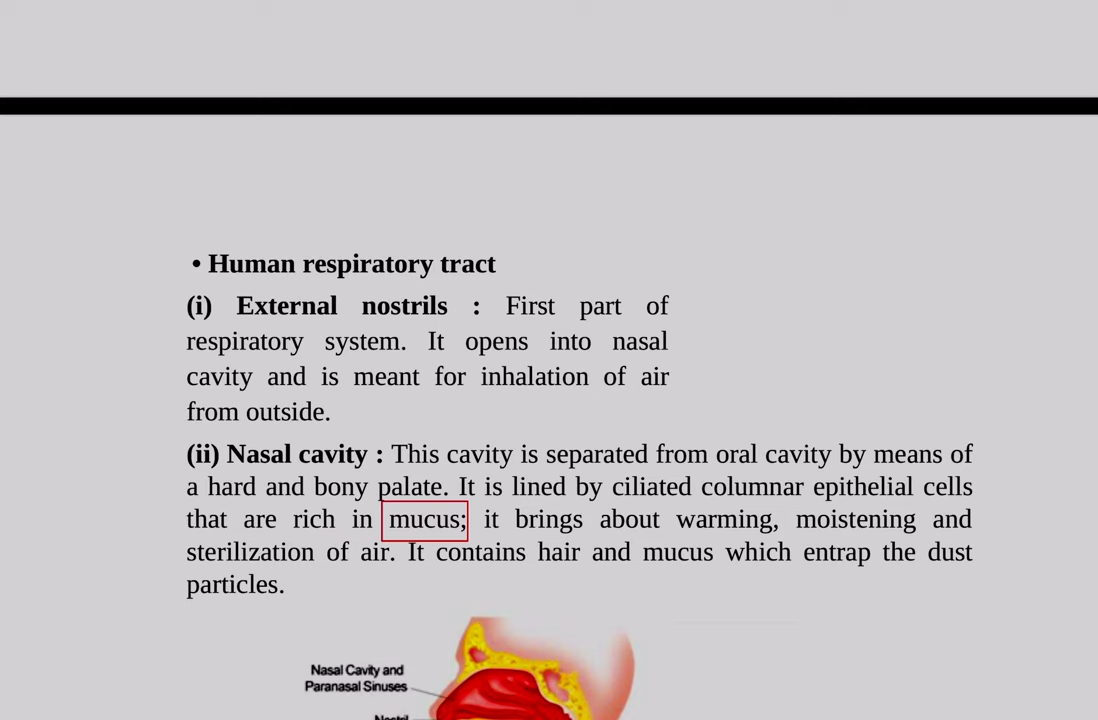 • Human respiratory tract
(i) External nostrils : First part of
respiratory system. It opens into nasal
cavity and is meant for inhalation of air
from outside.
(ii) Nasal cavity : This cavity is separated from oral cavity by means of
a hard and bony palate. It is lined by ciliated columnar epithelial cells
that are rich in mucus; it brings about warming, moistening and
sterilization of air. It contains hair and mucus which entrap the dust
particles.
Nasal Cavity and
Paranasal Sinuses
Nostril